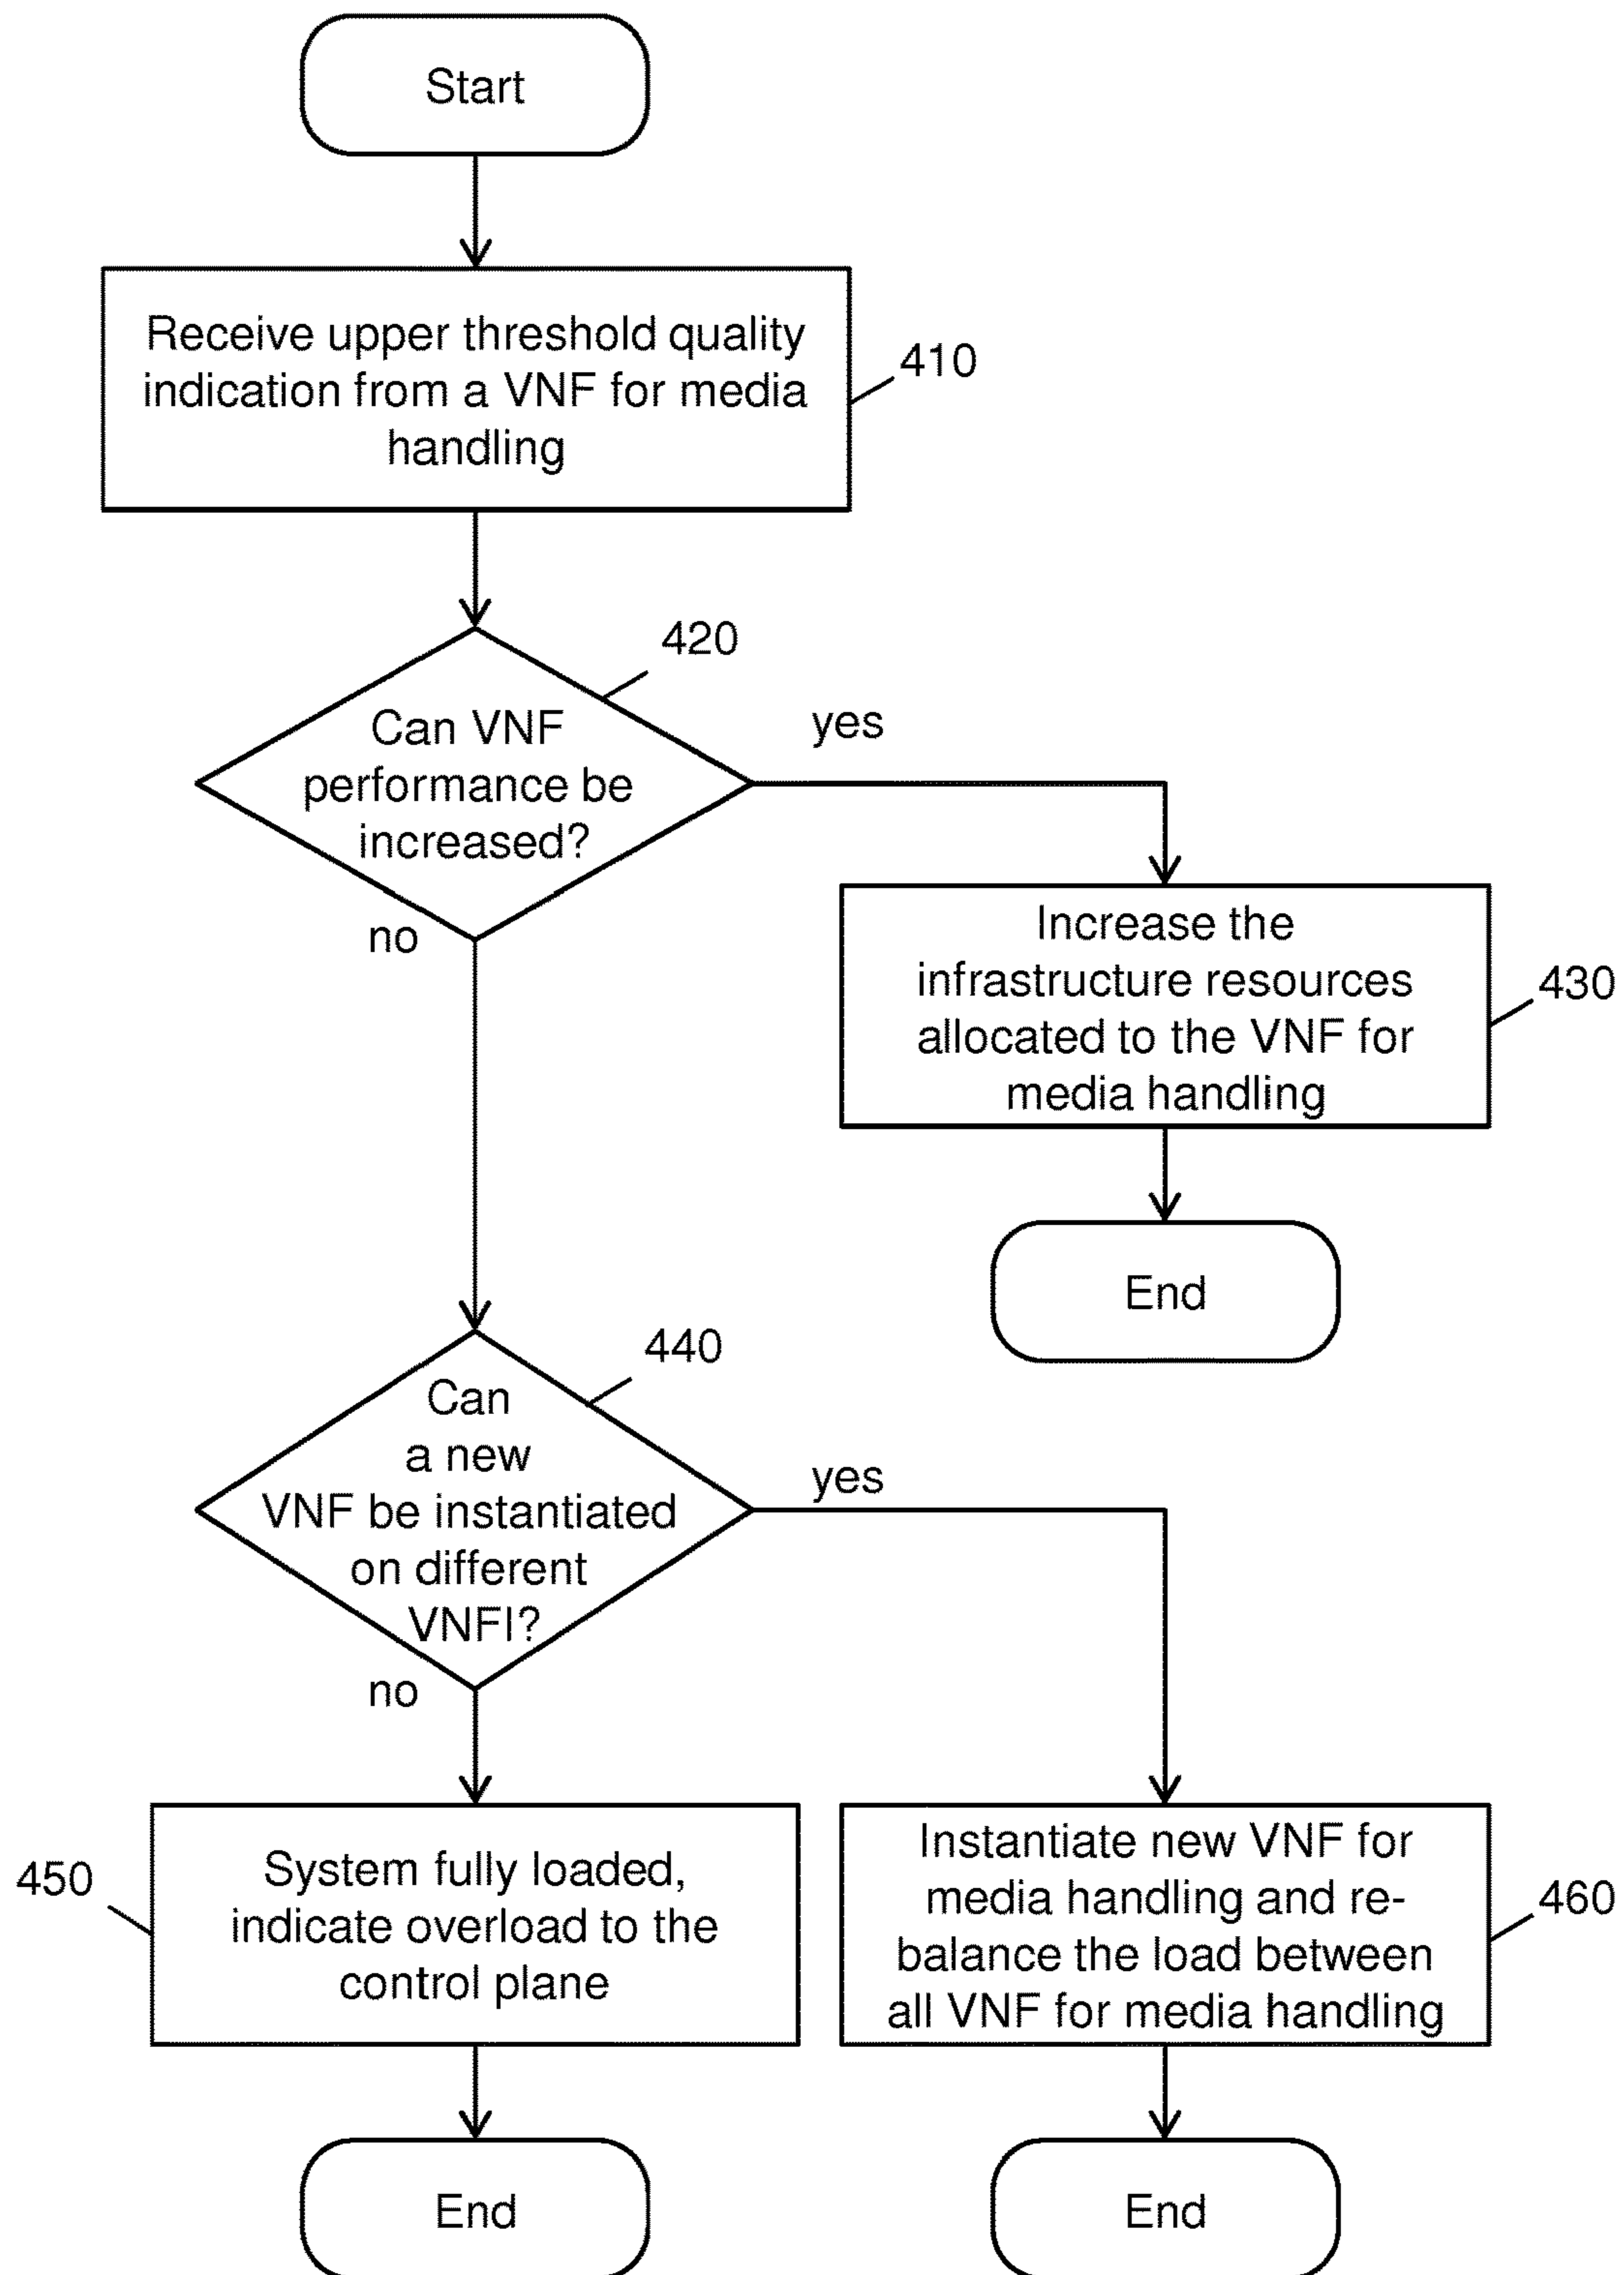 Start
Receive upper threshold quality
indication from a VNF for media
handling
410
420
Can VNF
performance be
increased?
yes
no
Increase the
infrastructure resources
allocated to the VNF for
media handling
430
End
440
Can
a new
VNF be instantiated
on different
VNFI?
yes
no
450
System fully loaded,
indicate overload to the
control plane
Instantiate new VNF for
media handling and re-
balance the load between
all VNF for media handling
460
End
End